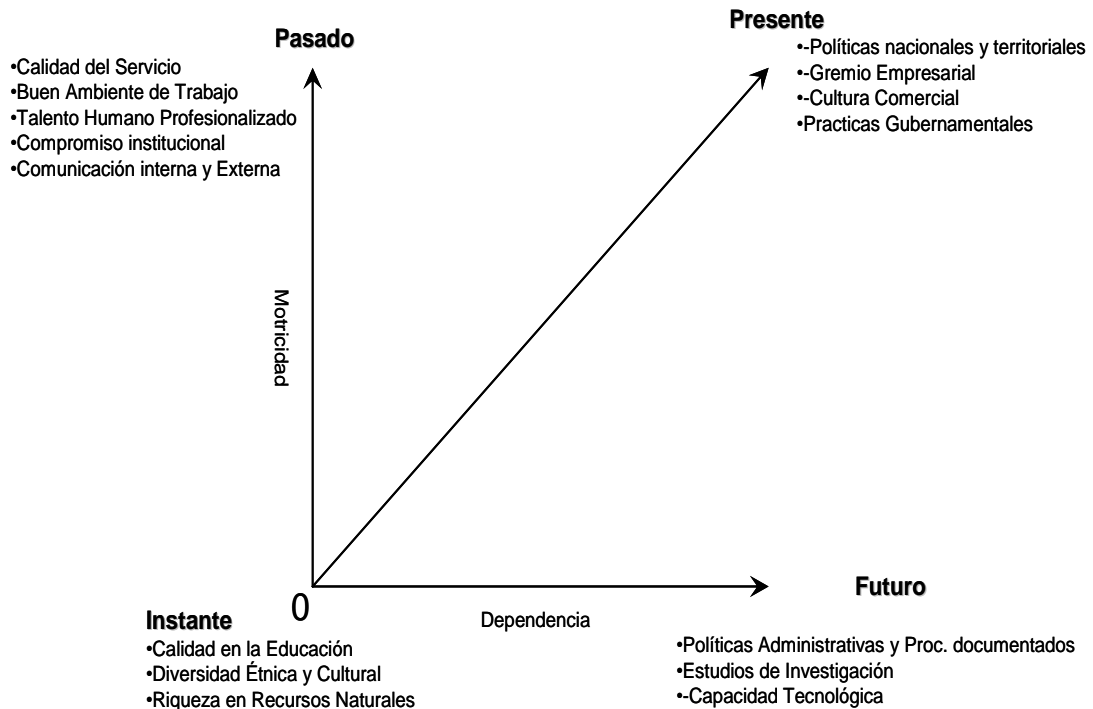 Pasado
•Calidad del Servicio
•Buen Ambiente de Trabajo
•Talento Humano Profesionalizado
•Compromiso institucional
•Comunicación interna y Externa
Presente
•-Políticas nacionales y territoriales
•-Gremio Empresarial
•-Cultura Comercial
•Practicas Gubernamentales
Motricidad
0
Dependencia
Instante
•Calidad en la Educación
•Diversidad Étnica y Cultural
•Riqueza en Recursos Naturales
Futuro
•Políticas Administrativas y Proc. documentados
•Estudios de Investigación
•-Capacidad Tecnológica